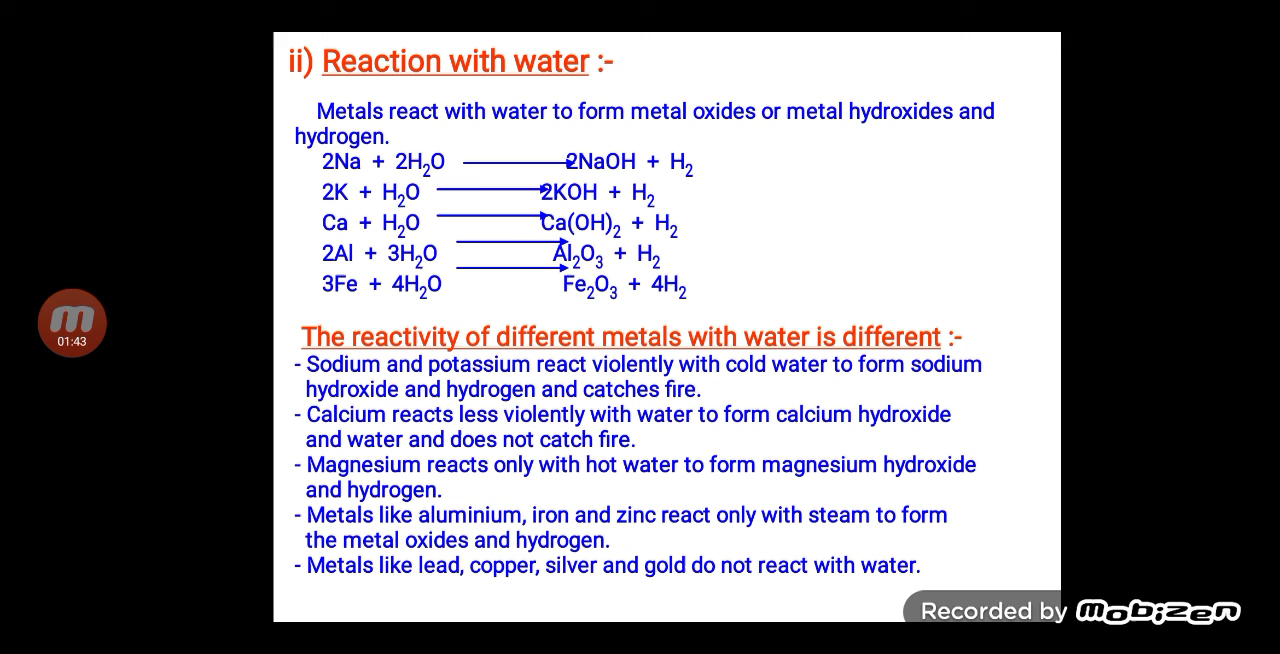 ii) Reaction with water :-
Metals react with water to form metal oxides or metal hydroxides and
hydrogen.
2Na + 2H₂O ⟶ 2NaOH + H₂
2K + H₂O ⟶ 2KOH + H₂
Ca + H₂O ⟶ Ca(OH)₂ + H₂
2Al + 3H₂O ⟶ Al₂O₃ + H₂
3Fe + 4H₂O ⟶ Fe₂O₃ + 4H₂
The reactivity of different metals with water is different :-
- Sodium and potassium react violently with cold water to form sodium
hydroxide and hydrogen and catches fire.
- Calcium reacts less violently with water to form calcium hydroxide
and water and does not catch fire.
- Magnesium reacts only with hot water to form magnesium hydroxide
and hydrogen.
- Metals like aluminium, iron and zinc react only with steam to form
the metal oxides and hydrogen.
- Metals like lead, copper, silver and gold do not react with water.
m
01:43
Recorded by mobizen